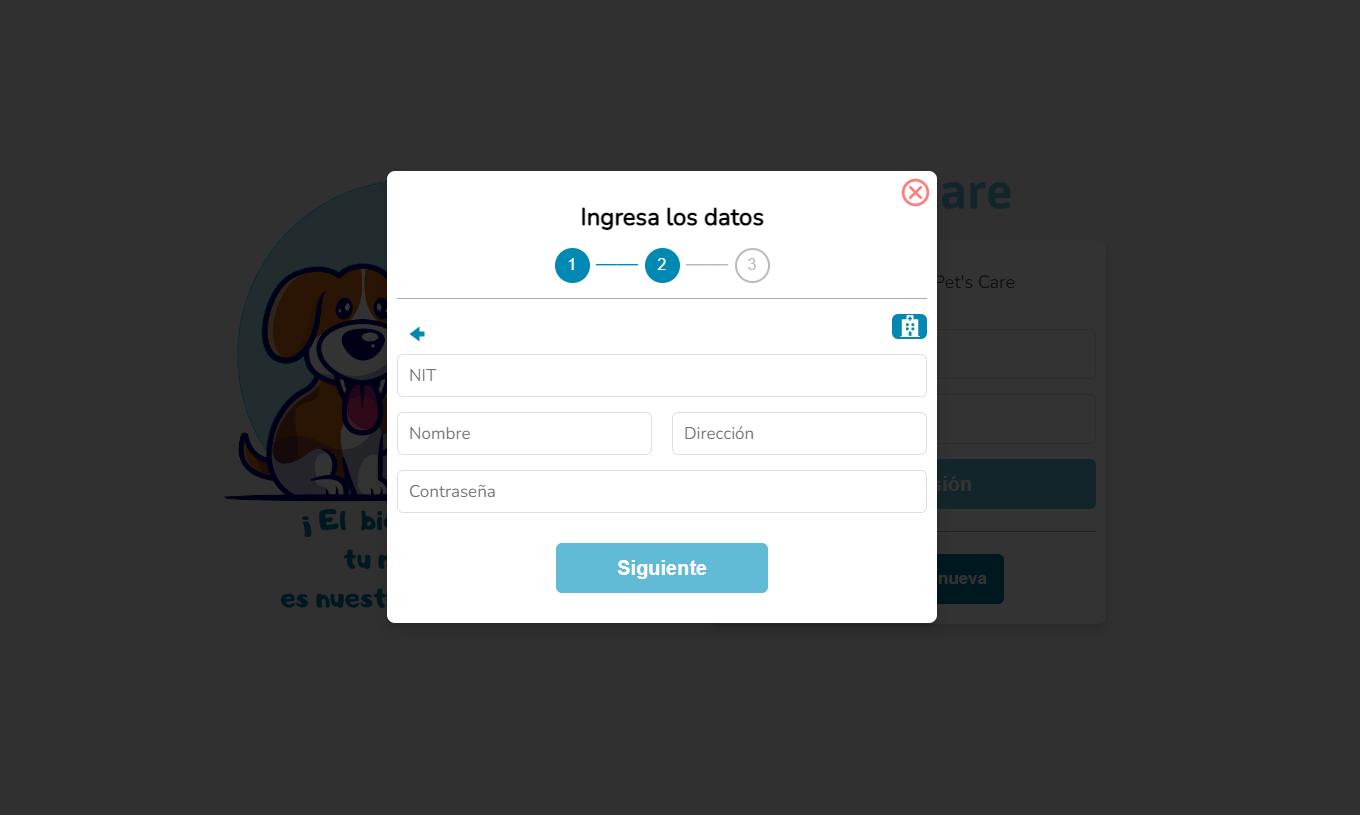 are
Ingresa los datos
1 2 3
Pet's Care
NIT
Nombre Dirección
Contraseña
sión
¡ El bi
Siguiente
nueva
tu
es nuest